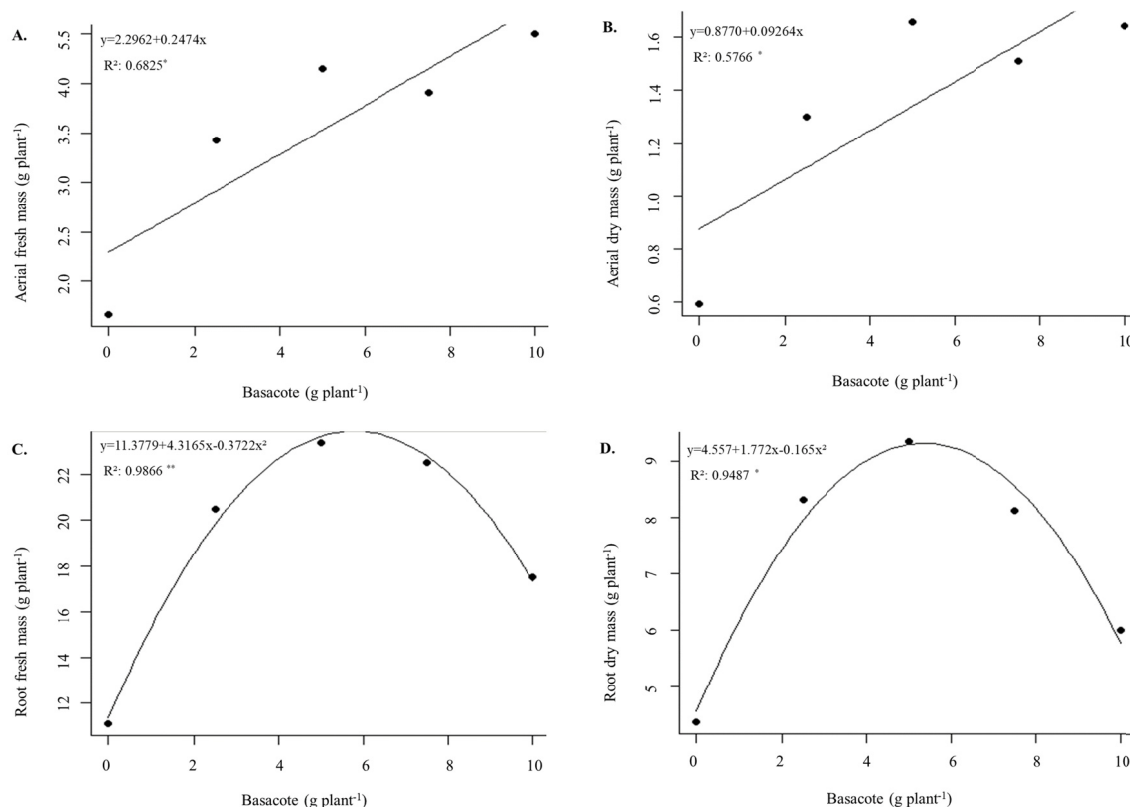 A.
y=2.2962+0.2474x
R²: 0.6825*
Aerial fresh mass (g plant⁻¹)
5.5
4.0
3.5
3.0
2.5
2.0
0 2 4 6 8 10
Basacote (g plant⁻¹)
B.
y=0.8770+0.09264x
R²: 0.5766 *
Aerial dry mass (g plant⁻¹)
1.6
1.4
1.2
1.0
0.8
0.6
0 2 4 6 8 10
Basacote (g plant⁻¹)
C.
y=11.3779+4.3165x-0.3722x²
R²: 0.9866 **
Root fresh mass (g plant⁻¹)
22
20
18
16
14
12
0 2 4 6 8 10
Basacote (g plant⁻¹)
D.
y=4.557+1.772x-0.165x²
R²: 0.9487 *
Root dry mass (g plant⁻¹)
9
8
7
6
5
0 2 4 6 8 10
Basacote (g plant⁻¹)